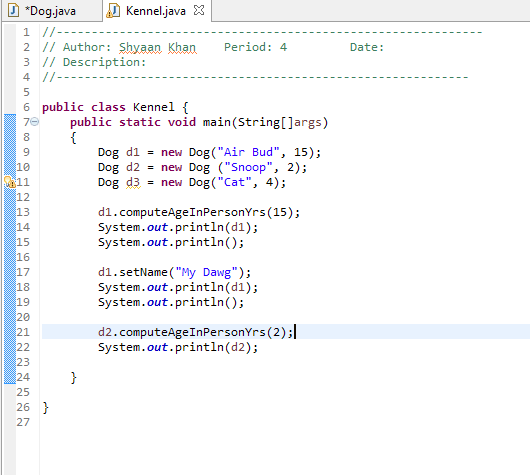 *Dog.java Kennel.java
1 //-------------------------------------------------------------
2 // Author: Shyaan Khan    Period: 4         Date:
3 // Description:
4 //-----------------------------------------------------------
5
6 public class Kennel {
7     public static void main(String[]args)
8     {
9         Dog d1 = new Dog("Air Bud", 15);
10         Dog d2 = new Dog ("Snoop", 2);
11         Dog d3 = new Dog("Cat", 4);
12
13         d1.computeAgeInPersonYrs(15);
14         System.out.println(d1);
15         System.out.println();
16
17         d1.setName("My Dawg");
18         System.out.println(d1);
19         System.out.println();
20
21         d2.computeAgeInPersonYrs(2);
22         System.out.println(d2);
23
24     }
25
26 }
27